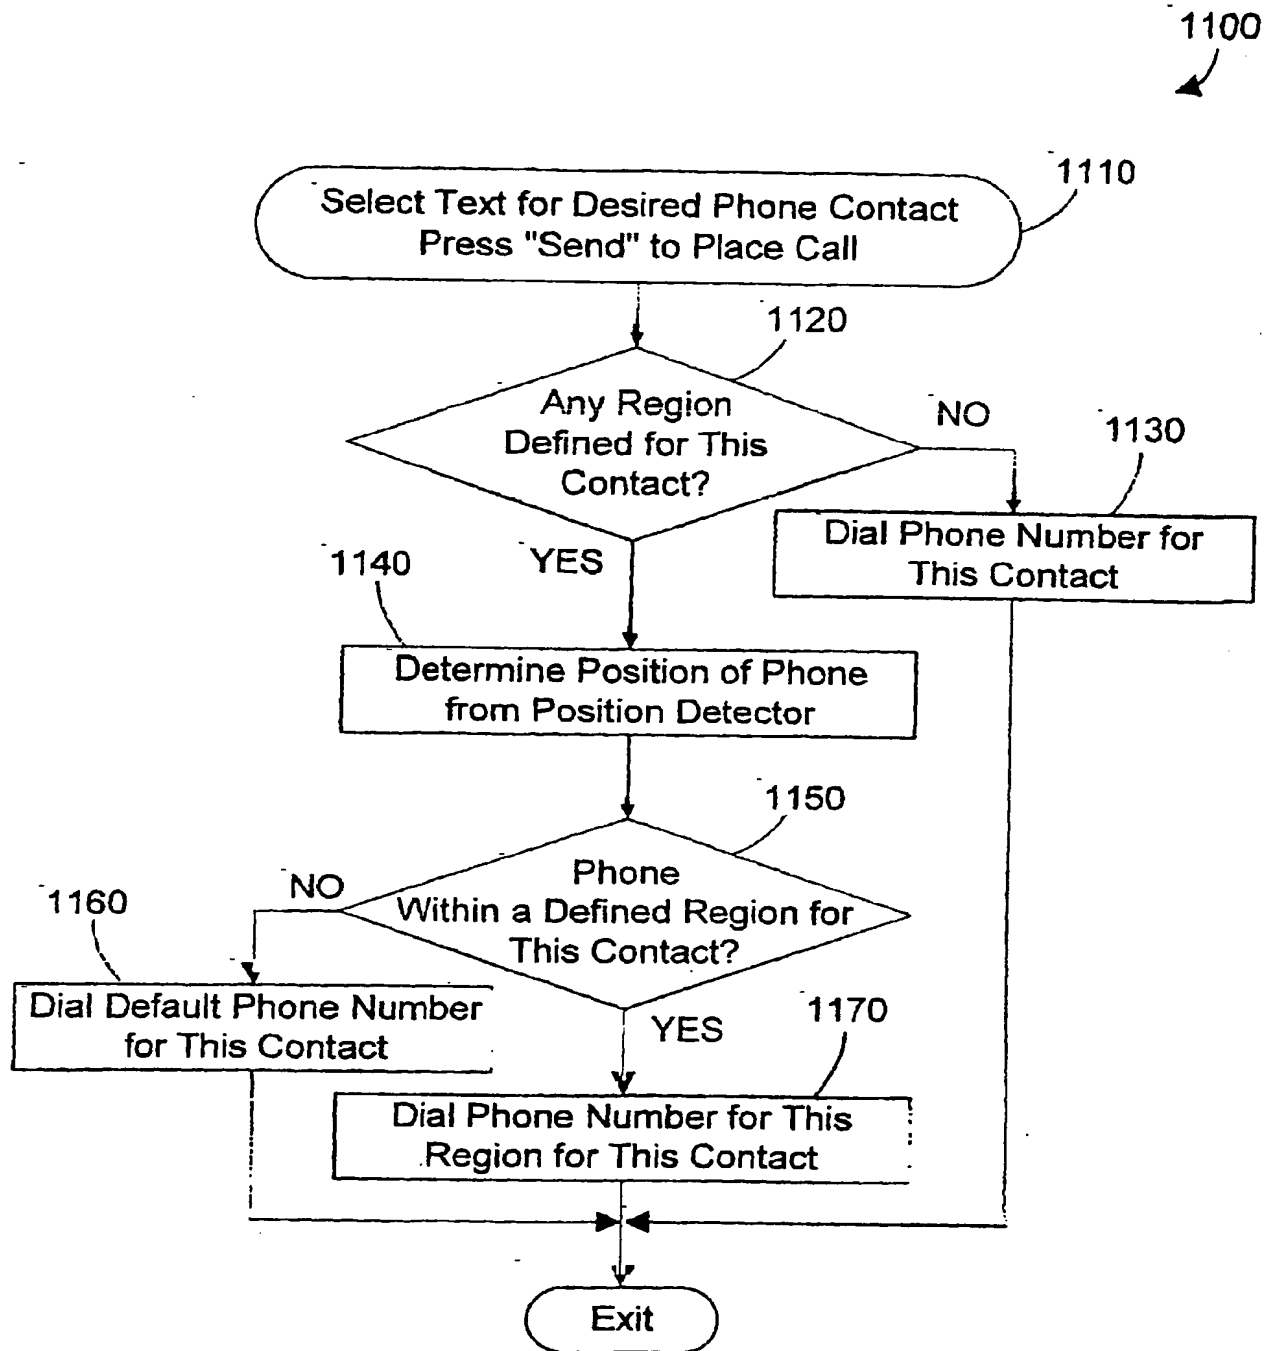 1100
1110
Select Text for Desired Phone Contact
Press "Send" to Place Call
1120
Any Region
Defined for This
Contact?
NO
1130
Dial Phone Number for
This Contact
YES
1140
Determine Position of Phone
from Position Detector
1150
Phone
Within a Defined Region for
This Contact?
NO
1160
Dial Default Phone Number
for This Contact
YES
1170
Dial Phone Number for This
Region for This Contact
Exit